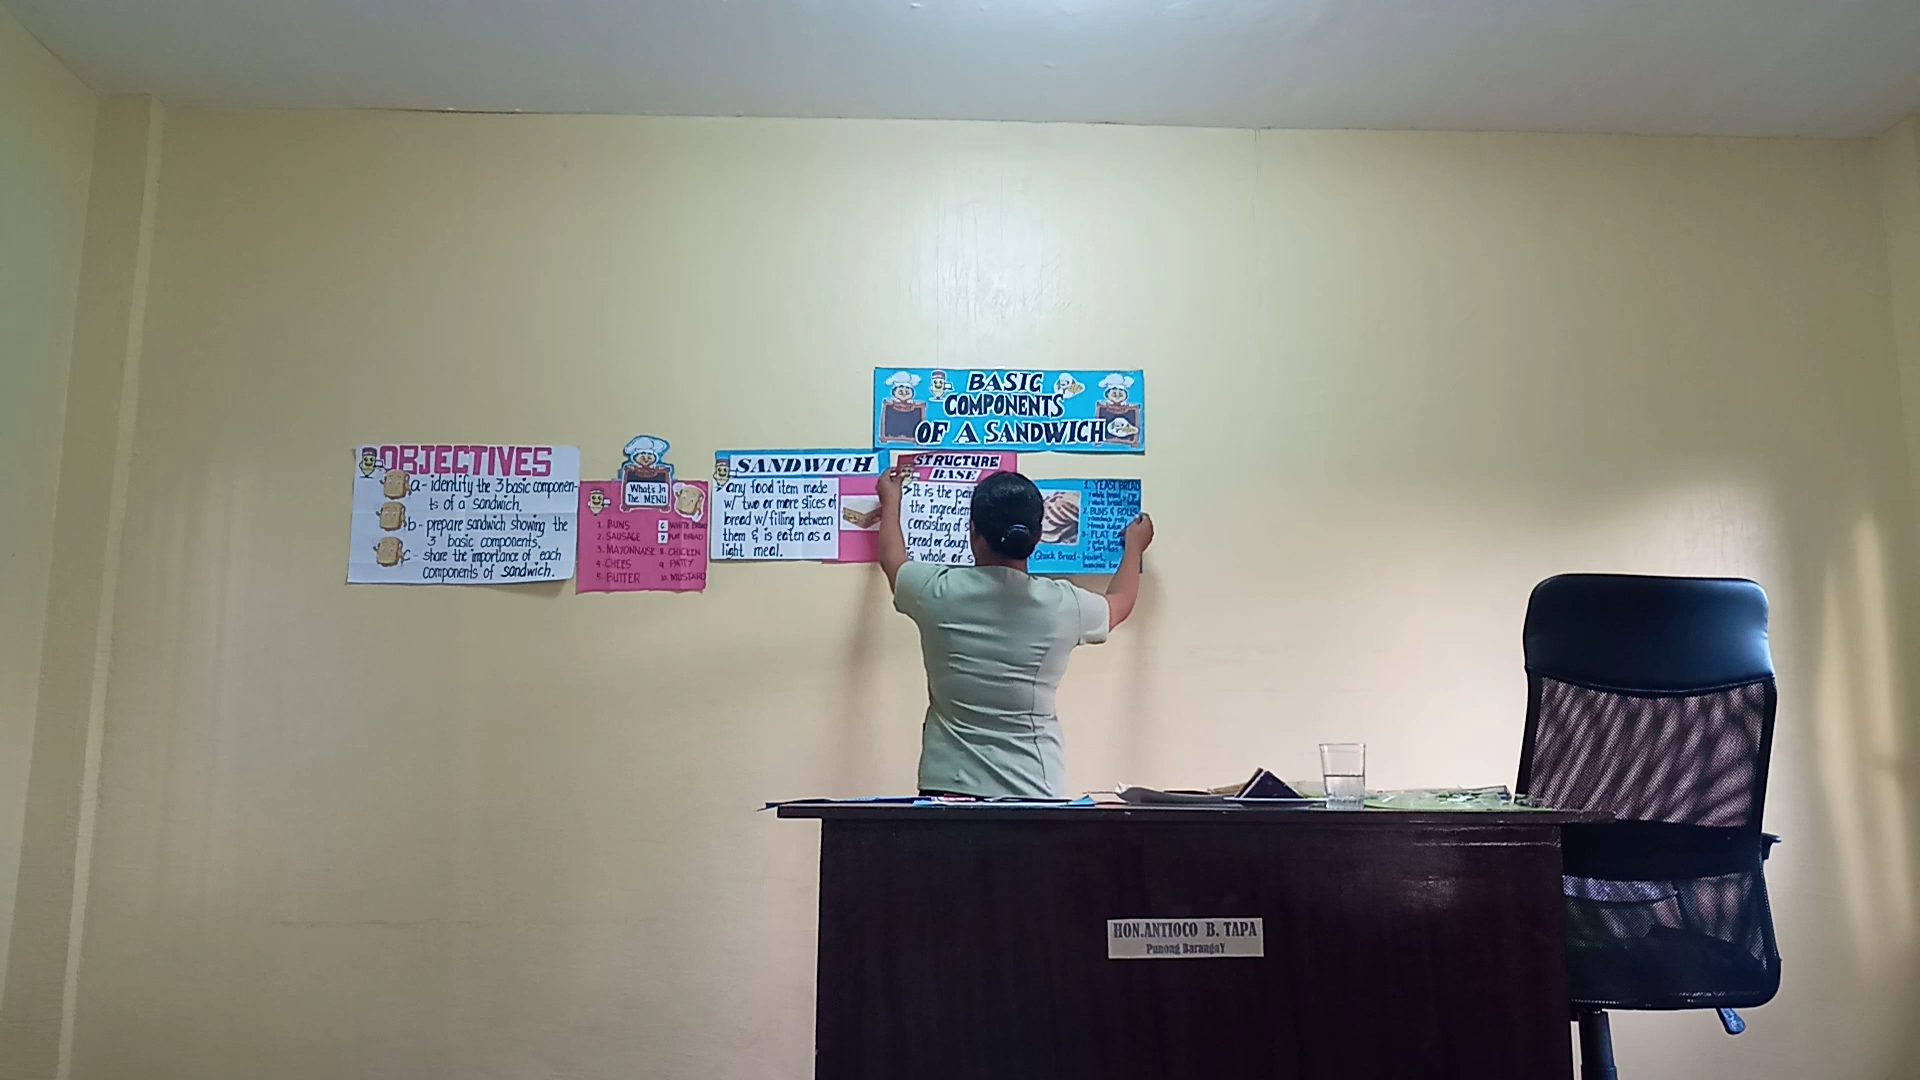 OBJECTIVES
a- identify the 3 basic componen-
ts of a sandwich.
b- prepare sandwich showing the
3 basic components.
c- share the importance of each
components of sandwich.
What's In
The MENU
1. BUNS
2. SAUSAGE
3. MAYONNAISE
4 CHEES
5. BUTTER
6. WHITE BREAD
7. FLAT BREAD
8. CHICKEN
9. PATTY
10. MUSTARD
SANDWICH
any food item made
w/ two or more slices of
bread w/ filling between
them & is eaten as a
light meal.
BASIC
COMPONENTS
OF A SANDWICH
STRUCTURE
BASE
It is the par
the ingredien
consisting of s
bread or dough
is whole or s
1. YEAST BREAD
2. BUNS & ROLLS
3. FLAT
Quick Bread-
HON.ANTIOCO B. TAPA
Punong BarangaY